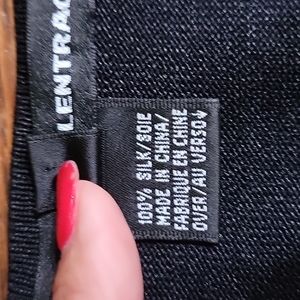 LENTRAC
100% SILK/SOIE
MADE IN CHINA/
FABRIQUE EN CHINE
OVER/AU VERSO↓